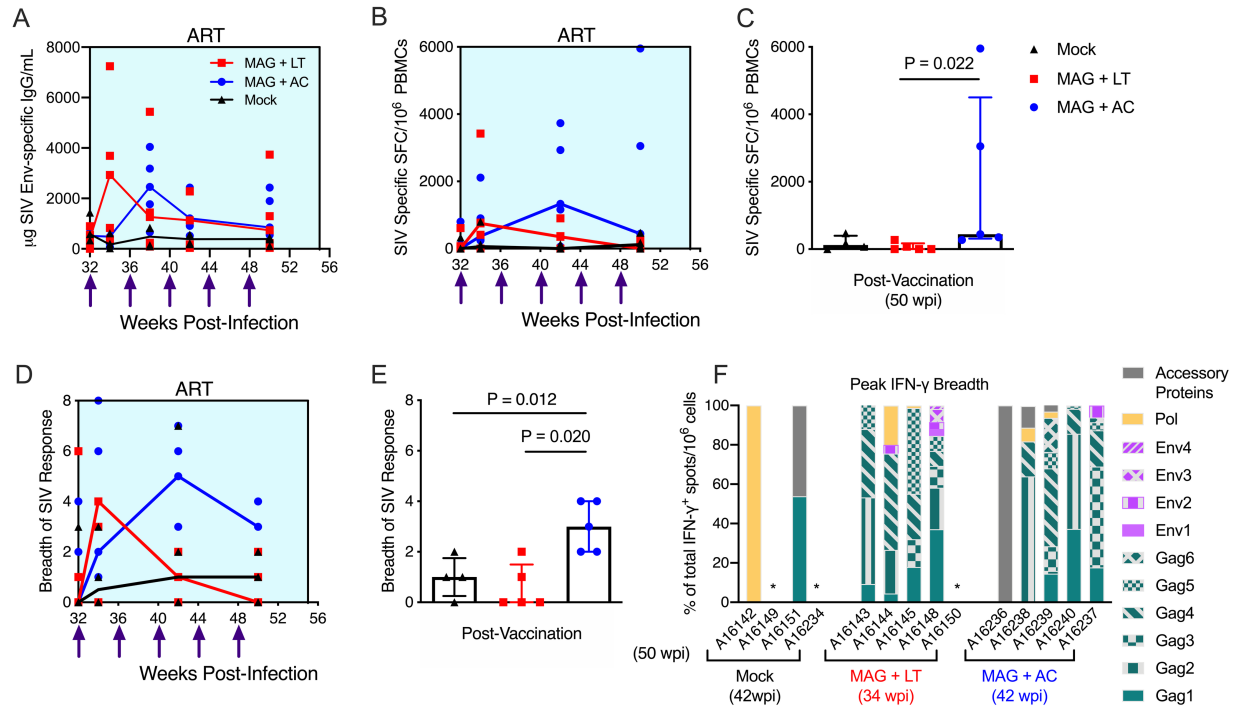 A
ART
8000
6000
4000
2000
0
μg SIV Env-specific IgG/mL
MAG + LT
MAG + AC
Mock
32 36 40 44 48 52 56
Weeks Post-Infection
B
ART
6000
4000
2000
0
SIV Specific SFC/10⁶ PBMCs
32 36 40 44 48 52 56
Weeks Post-Infection
C
6000
4000
2000
0
SIV Specific SFC/10⁶ PBMCs
P = 0.022
Post-Vaccination
(50 wpi)
Mock
MAG + LT
MAG + AC
D
ART
8
6
4
2
0
Breadth of SIV Response
32 36 40 44 48 52 56
Weeks Post-Infection
E
8
6
4
2
0
Breadth of SIV Response
P = 0.012
P = 0.020
Post-Vaccination
(50 wpi)
F
Peak IFN-γ Breadth
100
80
60
40
20
0
% of total IFN-γ⁺ spots/10⁶ cells
* * *
A16142
A16149
A16151
A16234
A16143
A16144
A16145
A16148
A16150
A16236
A16238
A16239
A16240
A16237
Mock
(42wpi)
MAG + LT
(34 wpi)
MAG + AC
(42 wpi)
Accessory
Proteins
Pol
Env4
Env3
Env2
Env1
Gag6
Gag5
Gag4
Gag3
Gag2
Gag1